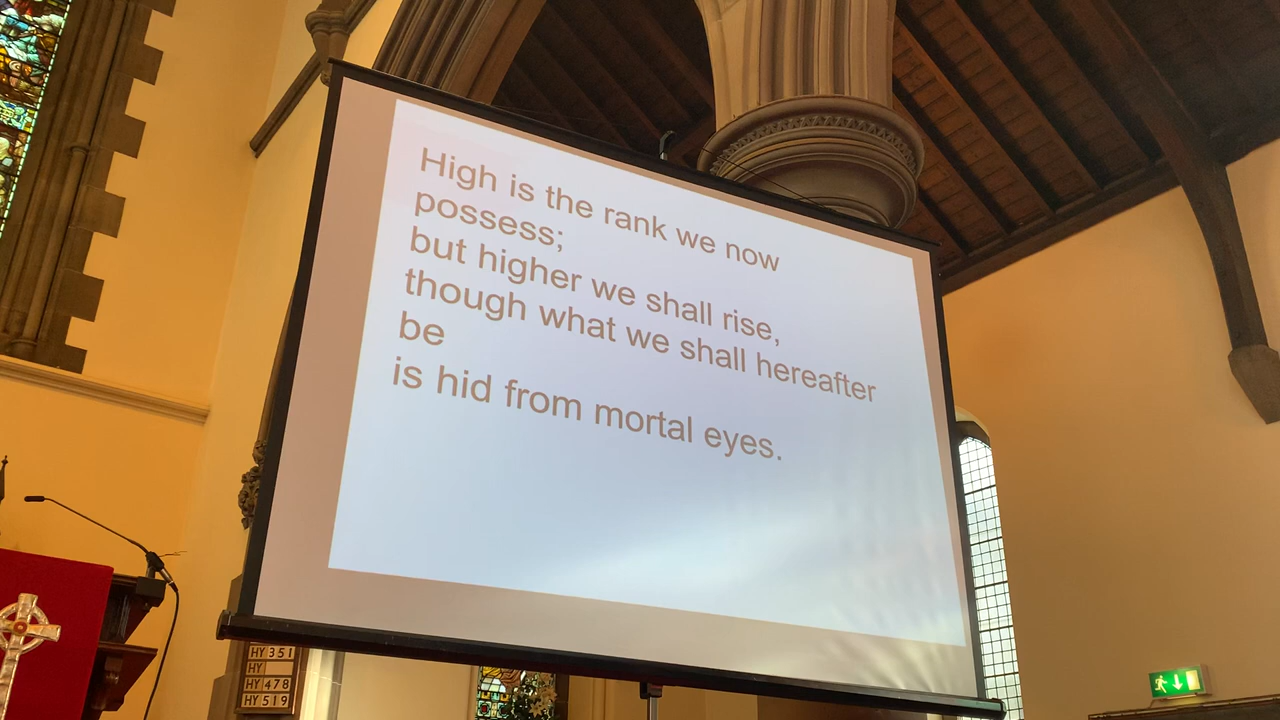 High is the rank we now
possess;
but higher we shall rise,
though what we shall hereafter
be
is hid from mortal eyes.
HY 351
HY
HY 478
HY 519